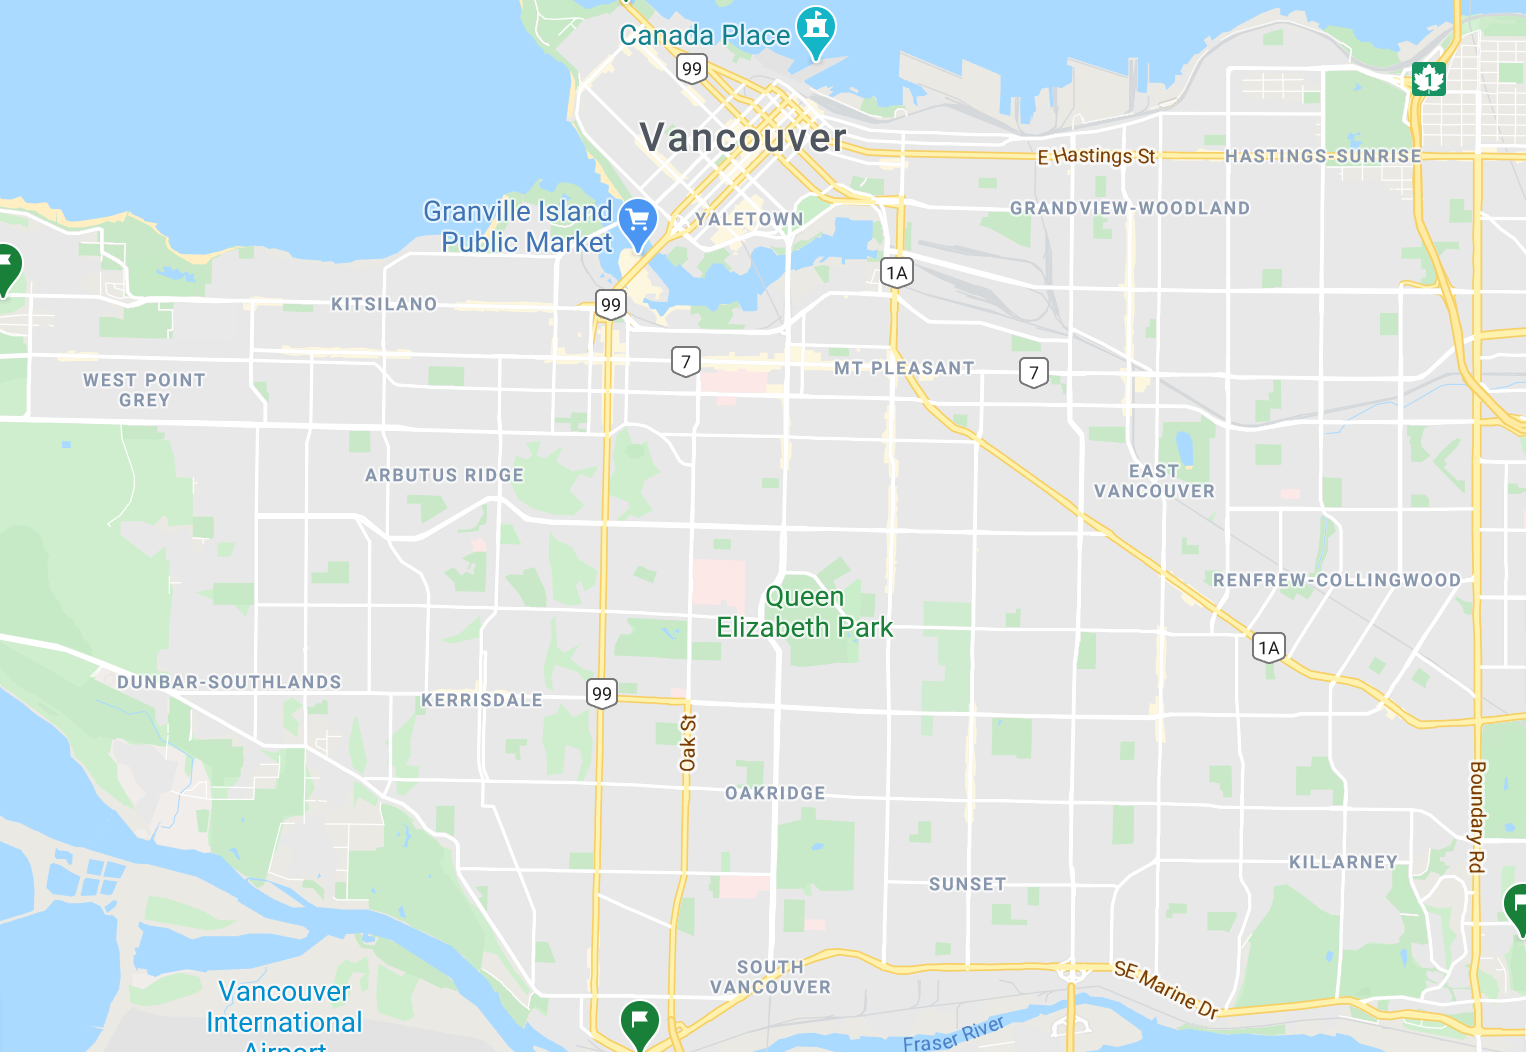 Canada Place
99
1
Vancouver
E Hastings St
HASTINGS-SUNRISE
Granville Island
Public Market
YALETOWN
GRANDVIEW-WOODLAND
1A
KITSILANO
99
7
MT PLEASANT
7
WEST POINT
GREY
ARBUTUS RIDGE
EAST
VANCOUVER
Queen
Elizabeth Park
RENFREW-COLLINGWOOD
1A
DUNBAR-SOUTHLANDS
KERRISDALE
99
Oak St
OAKRIDGE
Boundary Rd
KILLARNEY
SUNSET
SOUTH
VANCOUVER
SE Marine Dr
Vancouver
International
Airport
Fraser River